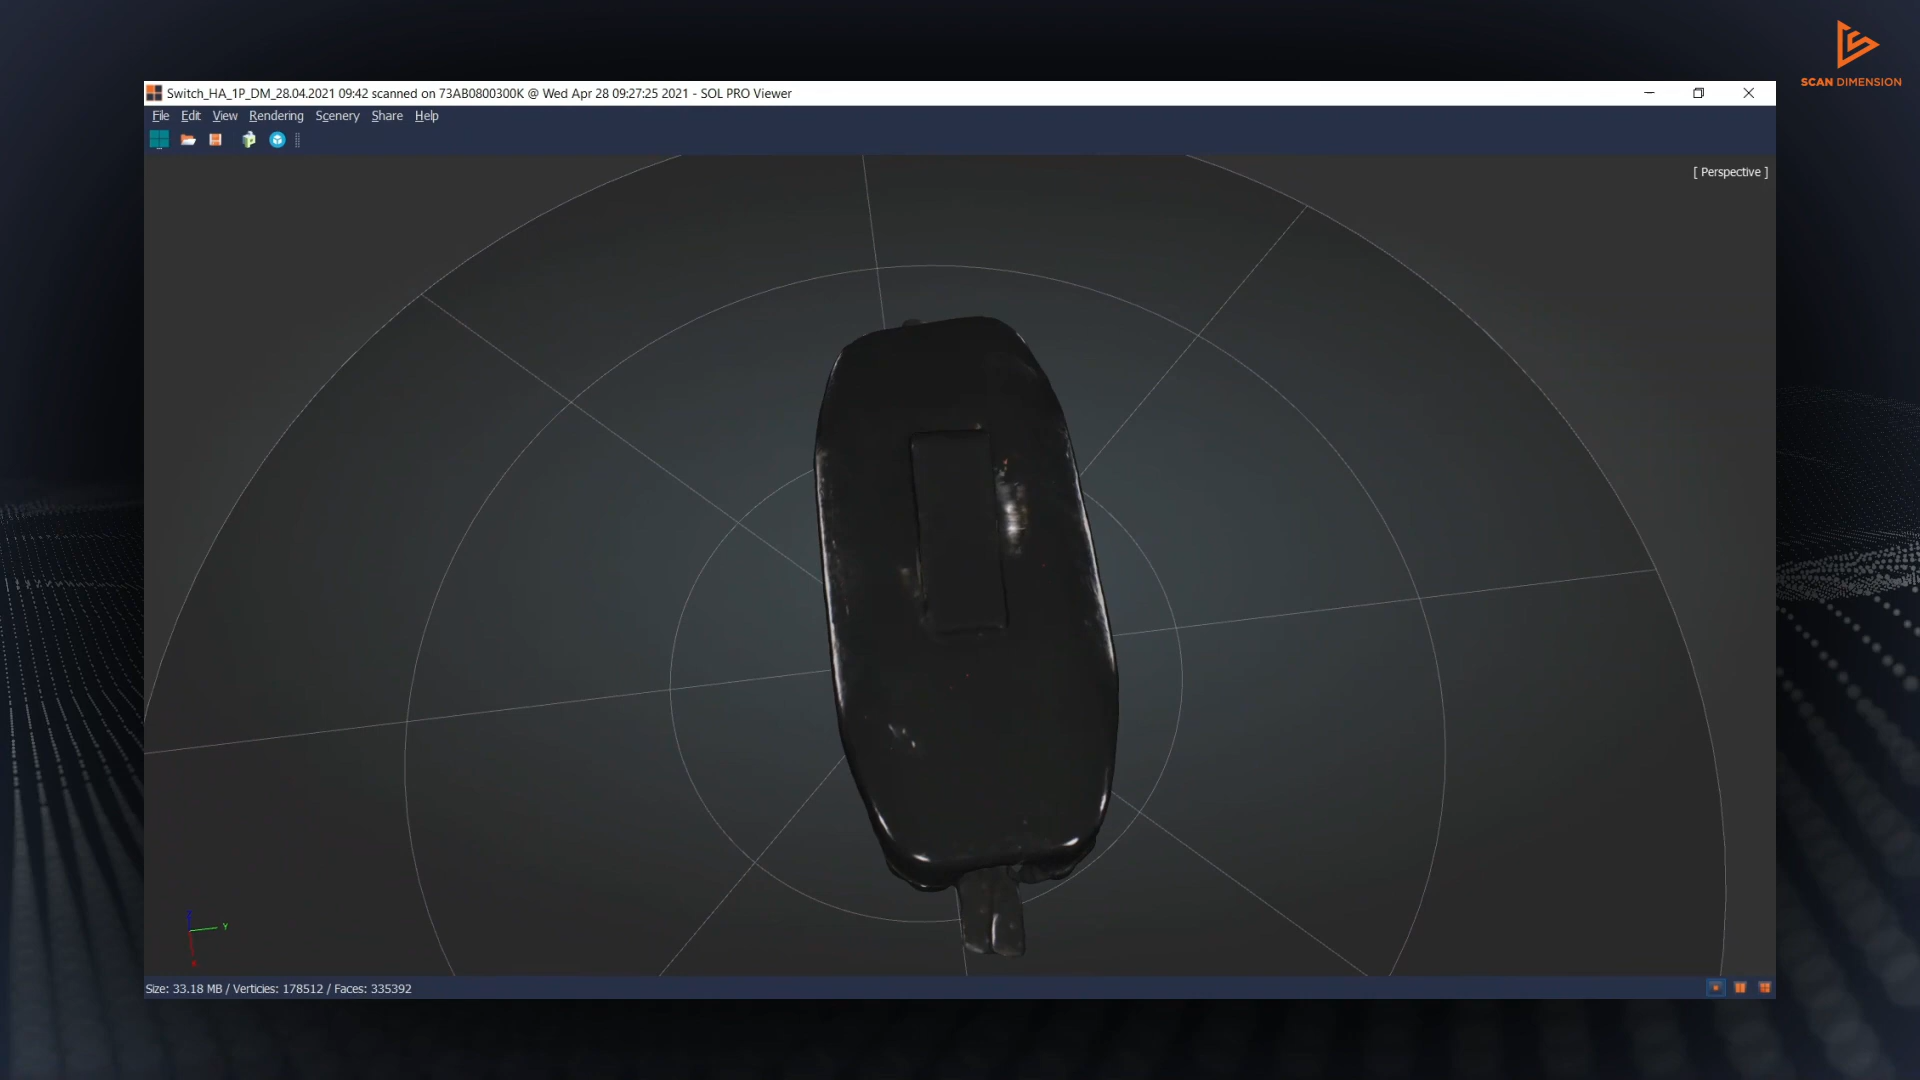 SCAN DIMENSION
Switch_HA_1P_DM_28.04.2021 09:42 scanned on 73AB0800300K @ Wed Apr 28 09:27:25 2021 - SOL PRO Viewer
File Edit View Rendering Scenery Share Help
[ Perspective ]
Z
Y
X
Size: 33.18 MB / Verticies: 178512 / Faces: 335392